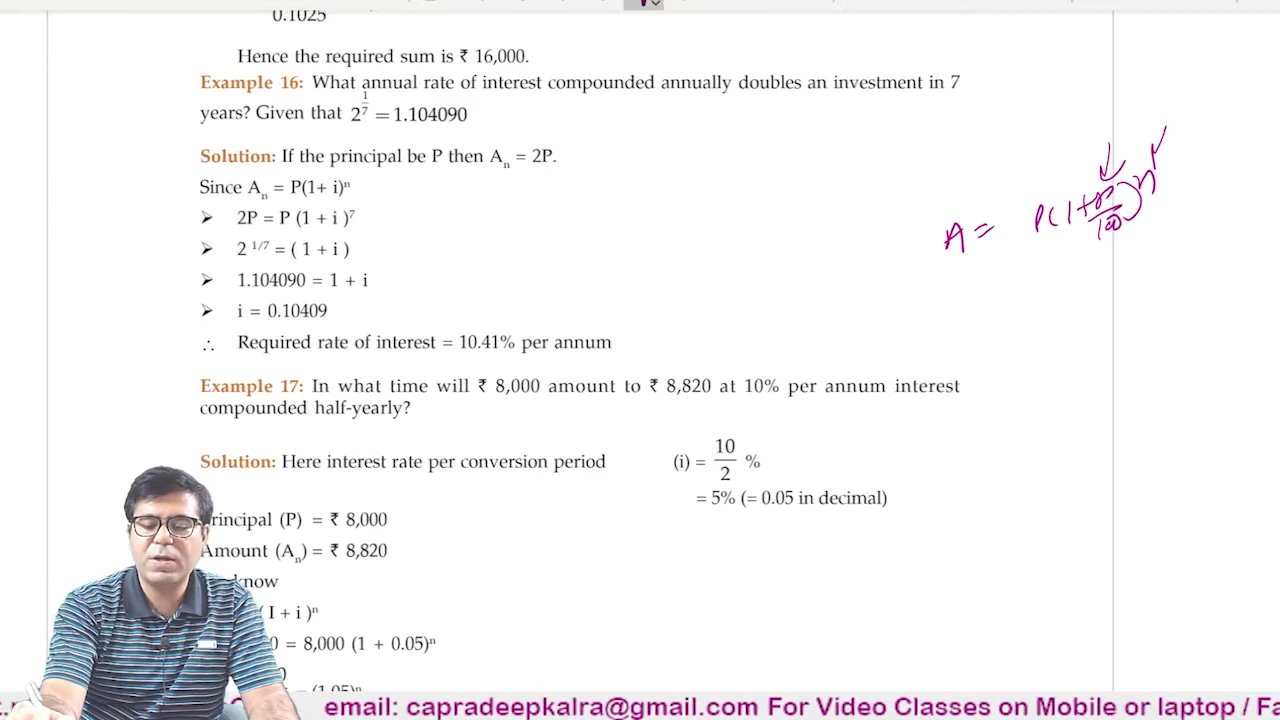 0.1025
Hence the required sum is ₹ 16,000.
Example 16: What annual rate of interest compounded annually doubles an investment in 7
years? Given that 2^(1/7) = 1.104090
Solution: If the principal be P then Aₙ = 2P.
Since Aₙ = P(1+ i)ⁿ
➤ 2P = P (1 + i )⁷
➤ 2 ^1/7 = ( 1 + i )
➤ 1.104090 = 1 + i
➤ i = 0.10409
∴ Required rate of interest = 10.41% per annum
A = P(1+r/100)ⁿ
Example 17: In what time will ₹ 8,000 amount to ₹ 8,820 at 10% per annum interest
compounded half-yearly?
Solution: Here interest rate per conversion period (i) = 10/2 %
= 5% (= 0.05 in decimal)
rincipal (P) = ₹ 8,000
Amount (Aₙ) = ₹ 8,820
know
( I + i )ⁿ
0 = 8,000 (1 + 0.05)ⁿ
0
= (1.05)ⁿ
email: capradeepkalra@gmail.com For Video Classes on Mobile or laptop / Fa